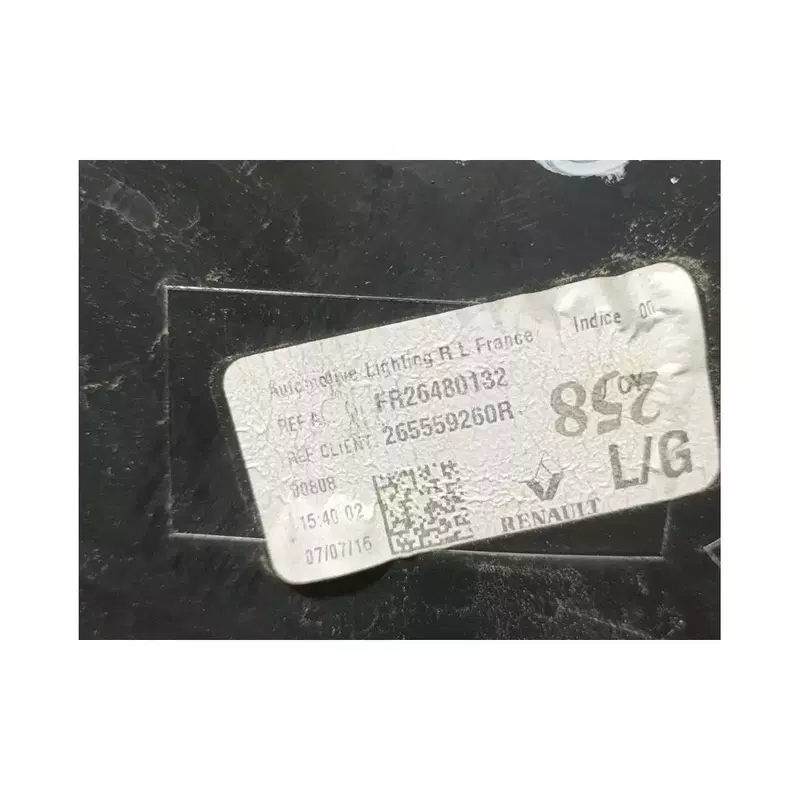 Automotive Lighting R L France Indice 00
REF A. FR26480132
REF CLIENT 265559260R
258
L/G
00808
15:40 02
07/07/16
RENAULT